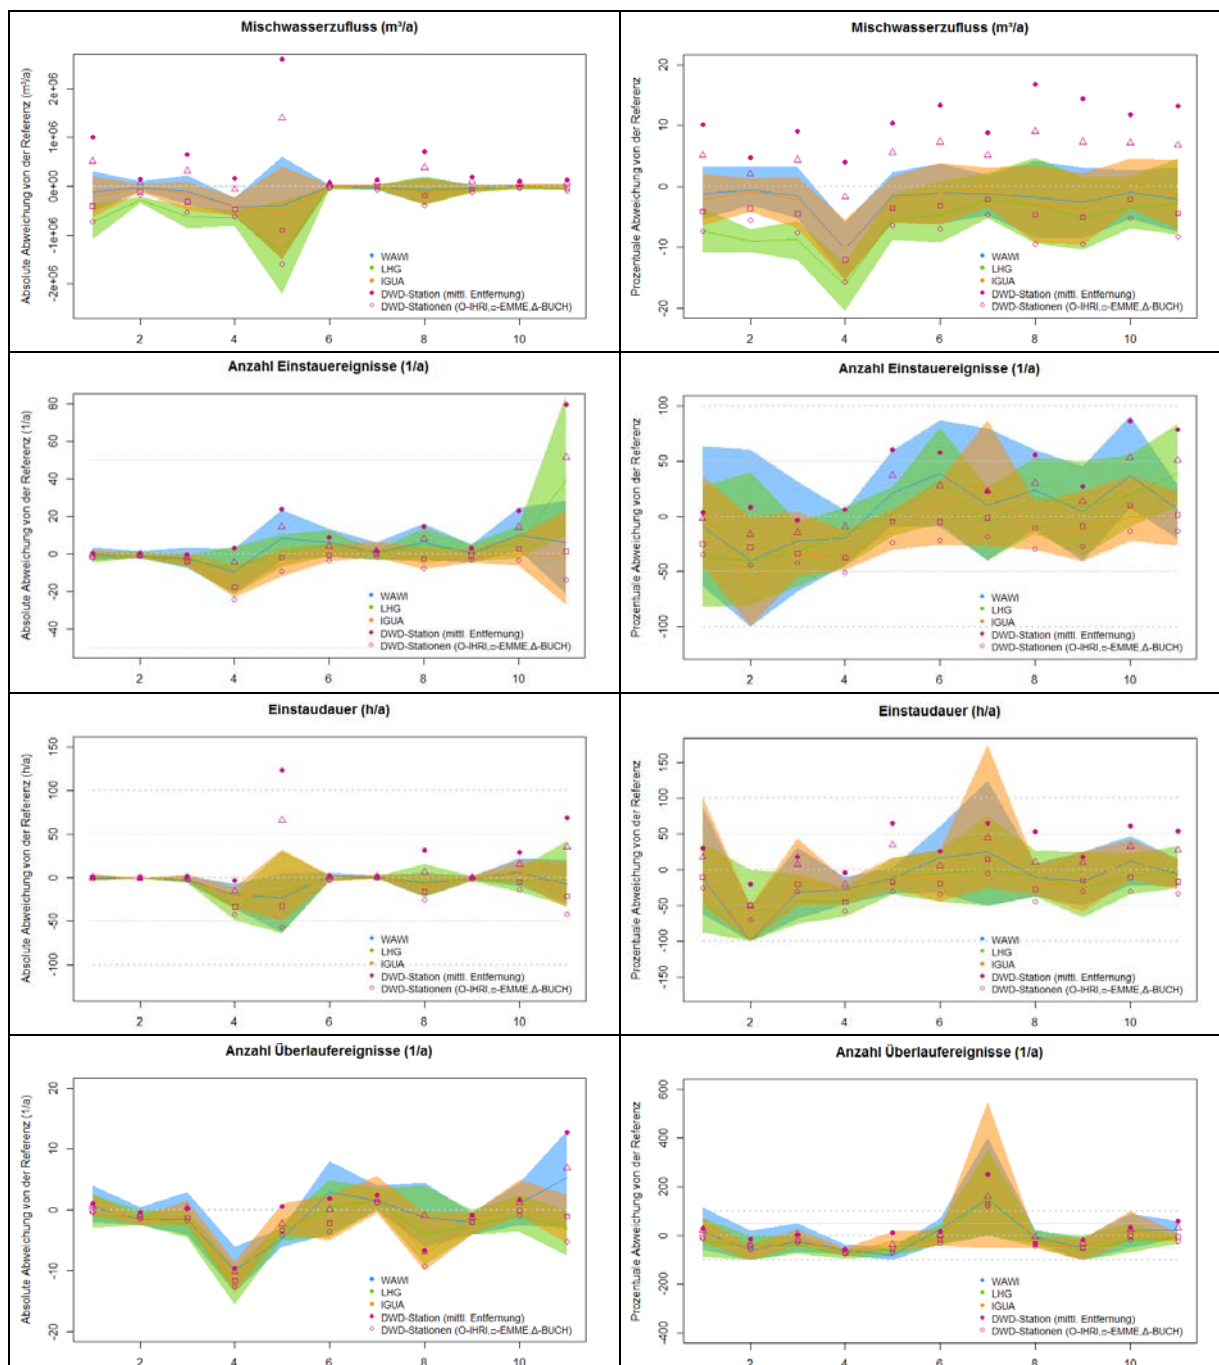 Mischwasserzufluss (m³/a)
Absolute Abweichung von der Referenz (m³/a)
2e+06
1e+06
0e+00
-1e+06
-2e+06
WAWI
LHG
IGUA
DWD-Station (mittl. Entfernung)
DWD-Stationen (O-IHRI,▫-EMME,Δ-BUCH)
2 4 6 8 10
Mischwasserzufluss (m³/a)
Prozentuale Abweichung von der Referenz
20
10
0
-10
-20
WAWI
LHG
IGUA
DWD-Station (mittl. Entfernung)
DWD-Stationen (O-IHRI,▫-EMME,Δ-BUCH)
2 4 6 8 10
Anzahl Einstauereignisse (1/a)
Absolute Abweichung von der Referenz (1/a)
80
60
40
20
0
-20
-40
WAWI
LHG
IGUA
DWD-Station (mittl. Entfernung)
DWD-Stationen (O-IHRI,▫-EMME,Δ-BUCH)
2 4 6 8 10
Anzahl Einstauereignisse (1/a)
Prozentuale Abweichung von der Referenz
100
50
0
-50
-100
WAWI
LHG
IGUA
DWD-Station (mittl. Entfernung)
DWD-Stationen (O-IHRI,▫-EMME,Δ-BUCH)
2 4 6 8 10
Einstaudauer (h/a)
Absolute Abweichung von der Referenz (h/a)
150
100
50
0
-50
-100
WAWI
LHG
IGUA
DWD-Station (mittl. Entfernung)
DWD-Stationen (O-IHRI,▫-EMME,Δ-BUCH)
2 4 6 8 10
Einstaudauer (h/a)
Prozentuale Abweichung von der Referenz
150
100
50
0
-50
-100
-150
WAWI
LHG
IGUA
DWD-Station (mittl. Entfernung)
DWD-Stationen (O-IHRI,▫-EMME,Δ-BUCH)
2 4 6 8 10
Anzahl Überlaufereignisse (1/a)
Absolute Abweichung von der Referenz (1/a)
20
10
0
-10
-20
WAWI
LHG
IGUA
DWD-Station (mittl. Entfernung)
DWD-Stationen (O-IHRI,▫-EMME,Δ-BUCH)
2 4 6 8 10
Anzahl Überlaufereignisse (1/a)
Prozentuale Abweichung von der Referenz
600
400
200
0
-200
-400
WAWI
LHG
IGUA
DWD-Station (mittl. Entfernung)
DWD-Stationen (O-IHRI,▫-EMME,Δ-BUCH)
2 4 6 8 10